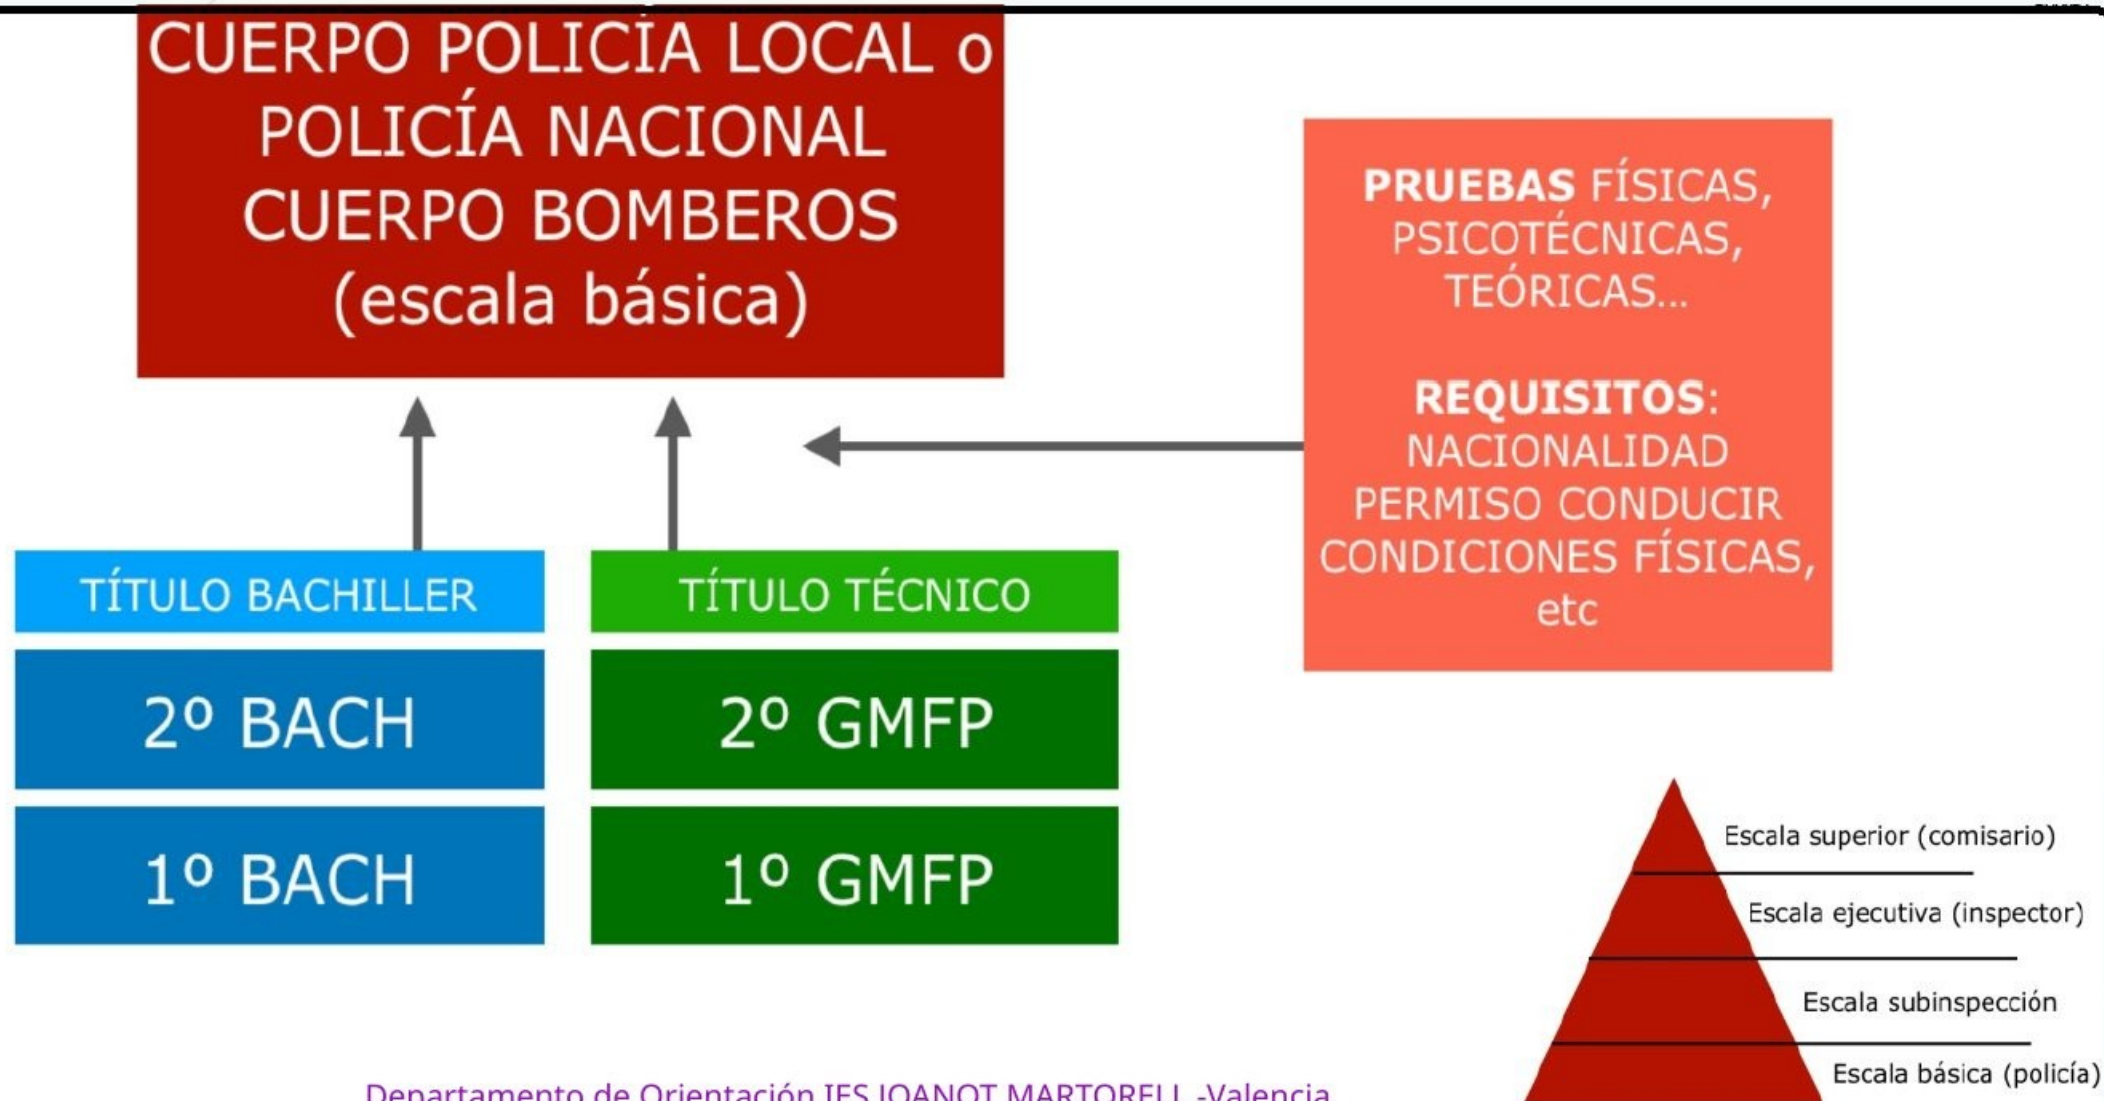 CUERPO POLICÍA LOCAL o
POLICÍA NACIONAL
CUERPO BOMBEROS
(escala básica)
PRUEBAS FÍSICAS,
PSICOTÉCNICAS,
TEÓRICAS...
REQUISITOS:
NACIONALIDAD
PERMISO CONDUCIR
CONDICIONES FÍSICAS,
etc
TÍTULO BACHILLER
2º BACH
1º BACH
TÍTULO TÉCNICO
2º GMFP
1º GMFP
Escala superior (comisario)
Escala ejecutiva (inspector)
Escala subinspección
Escala básica (policía)
Departamento de Orientación IES JOANOT MARTORELL -Valencia